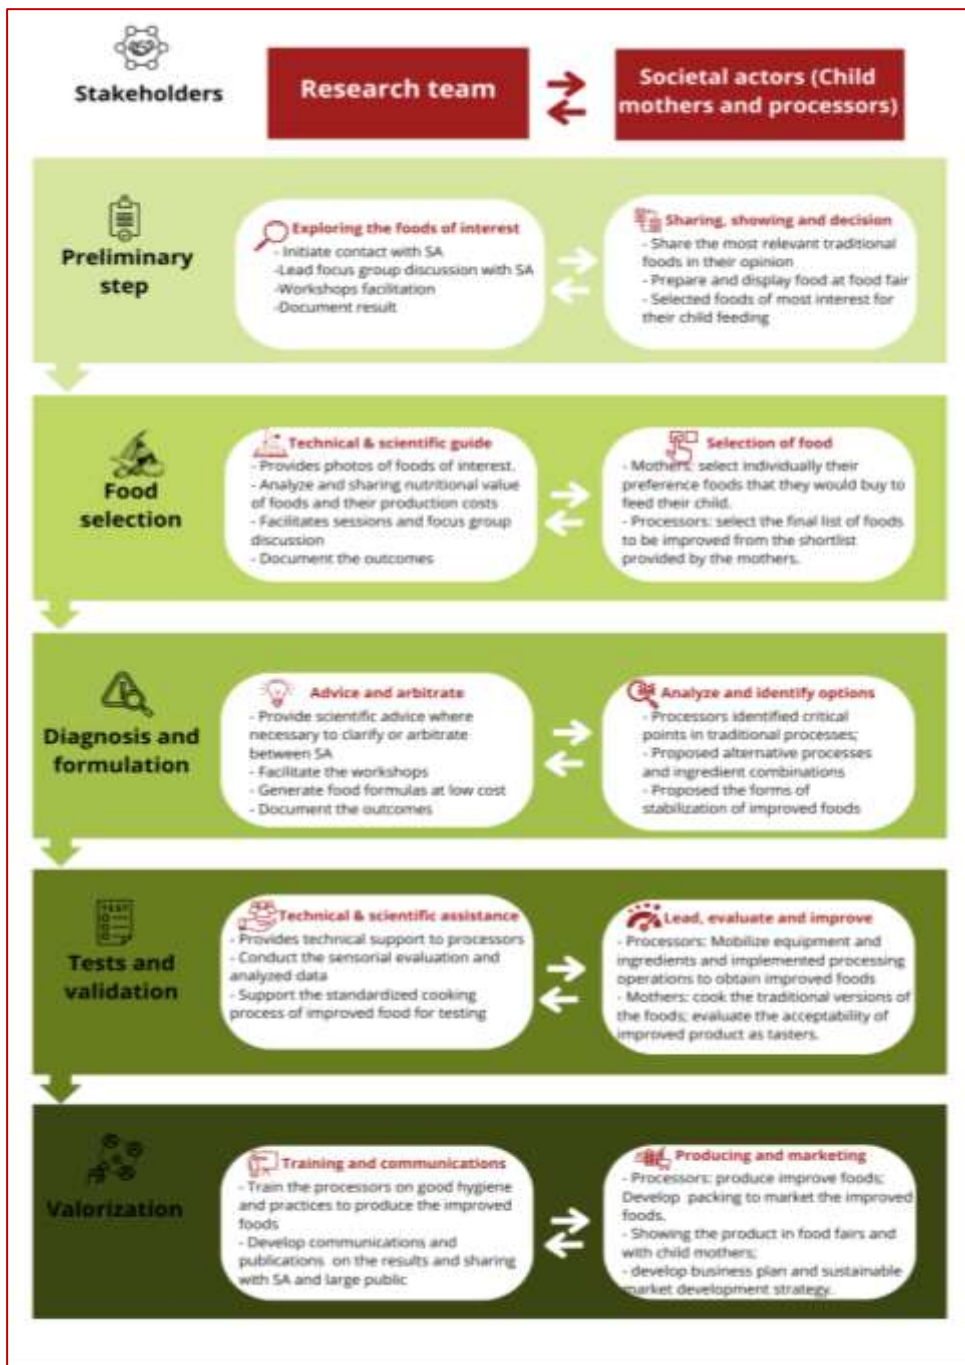 Stakeholders
Research team
Societal actors (Child
mothers and processors)
Preliminary
step
Exploring the foods of interest
- Initiate contact with SA
-Lead focus group discussion with SA
-Workshops facilitation
-Document result
Sharing, showing and decision
- Share the most relevant traditional
foods in their opinion
- Prepare and display food at food fair
- Selected foods of most interest for
their child feeding
Food
selection
Technical & scientific guide
- Provides photos of foods of interest.
- Analyze and sharing nutritional value
of foods and their production costs
- Facilitates sessions and focus group
discussion
- Document the outcomes
Selection of food
- Mothers: select individually their
preference foods that they would buy to
feed their child.
- Processors: select the final list of foods
to be improved from the shortlist
provided by the mothers.
Diagnosis and
formulation
Advice and arbitrate
- Provide scientific advice where
necessary to clarify or arbitrate
between SA
- Facilitate the workshops
- Generate food formulas at low cost
- Document the outcomes
Analyze and identify options
- Processors identified critical
points in traditional processes;
- Proposed alternative processes
and ingredient combinations
- Proposed the forms of
stabilization of improved foods
TEST
Tests and
validation
Technical & scientific assistance
- Provides technical support to processors
- Conduct the sensorial evaluation and
analyzed data
- Support the standardized cooking
process of improved food for testing
Lead, evaluate and improve
- Processors: Mobilize equipment and
ingredients and implemented processing
operations to obtain improved foods
- Mothers: cook the traditional versions of
the foods; evaluate the acceptability of
improved product as tasters.
Valorization
Training and communications
- Train the processors on good hygiene
and practices to produce the improved
foods
- Develop communications and
publications on the results and sharing
with SA and large public
Producing and marketing
- Processors: produce improve foods;
Develop packing to market the improved
foods.
- Showing the product in food fairs and
with child mothers;
- develop business plan and sustainable
market development strategy.